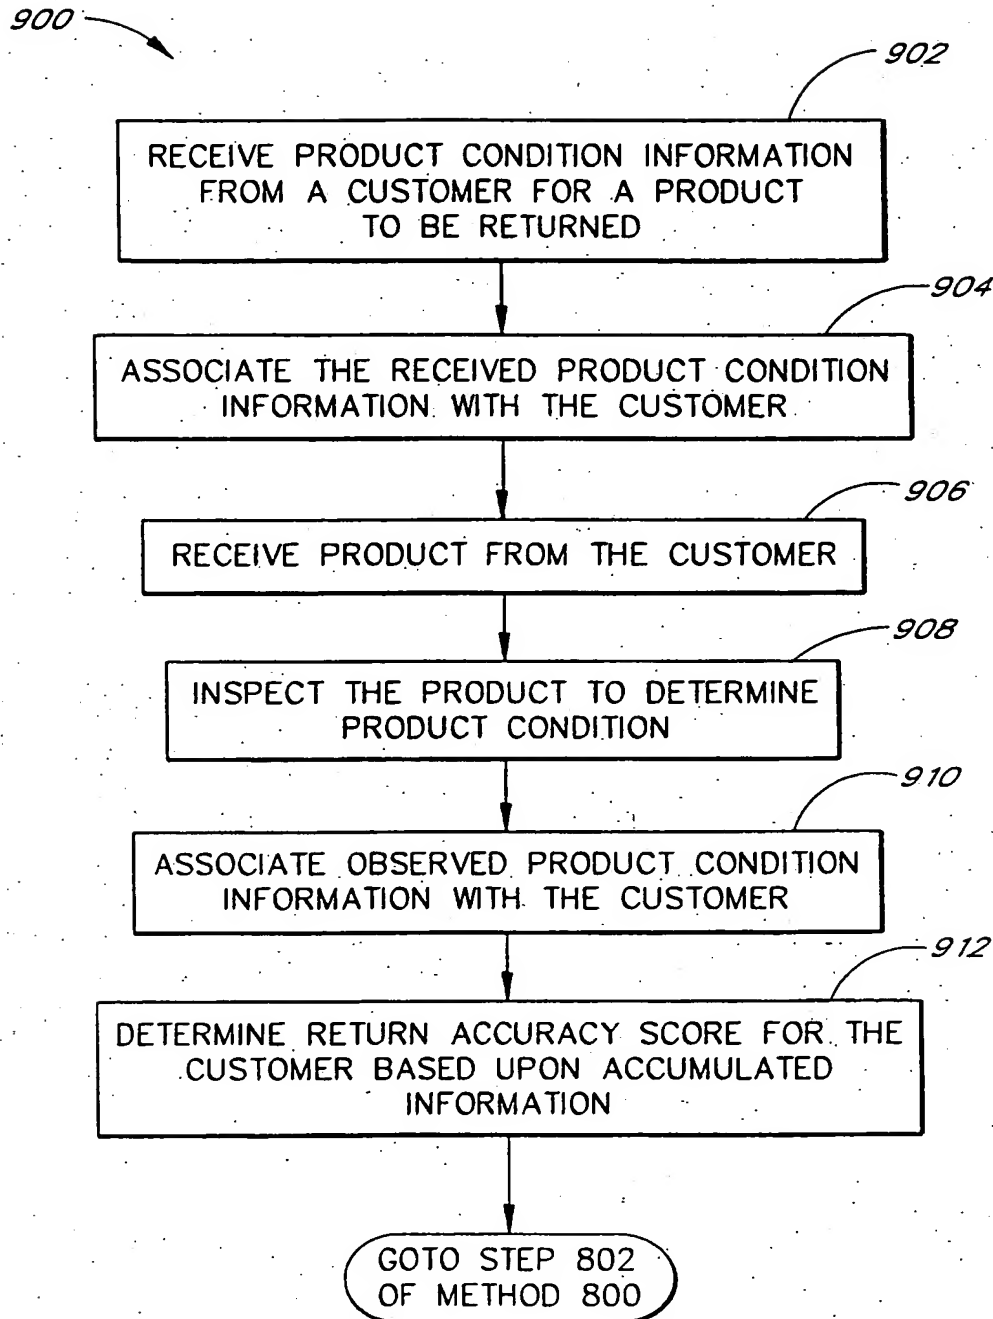 900
902
RECEIVE PRODUCT CONDITION INFORMATION
FROM A CUSTOMER FOR A PRODUCT
TO BE RETURNED
904
ASSOCIATE THE RECEIVED PRODUCT CONDITION
INFORMATION WITH THE CUSTOMER
906
RECEIVE PRODUCT FROM THE CUSTOMER
908
INSPECT THE PRODUCT TO DETERMINE
PRODUCT CONDITION
910
ASSOCIATE OBSERVED PRODUCT CONDITION
INFORMATION WITH THE CUSTOMER
912
DETERMINE RETURN ACCURACY SCORE FOR THE
CUSTOMER BASED UPON ACCUMULATED
INFORMATION
GOTO STEP 802
OF METHOD 800